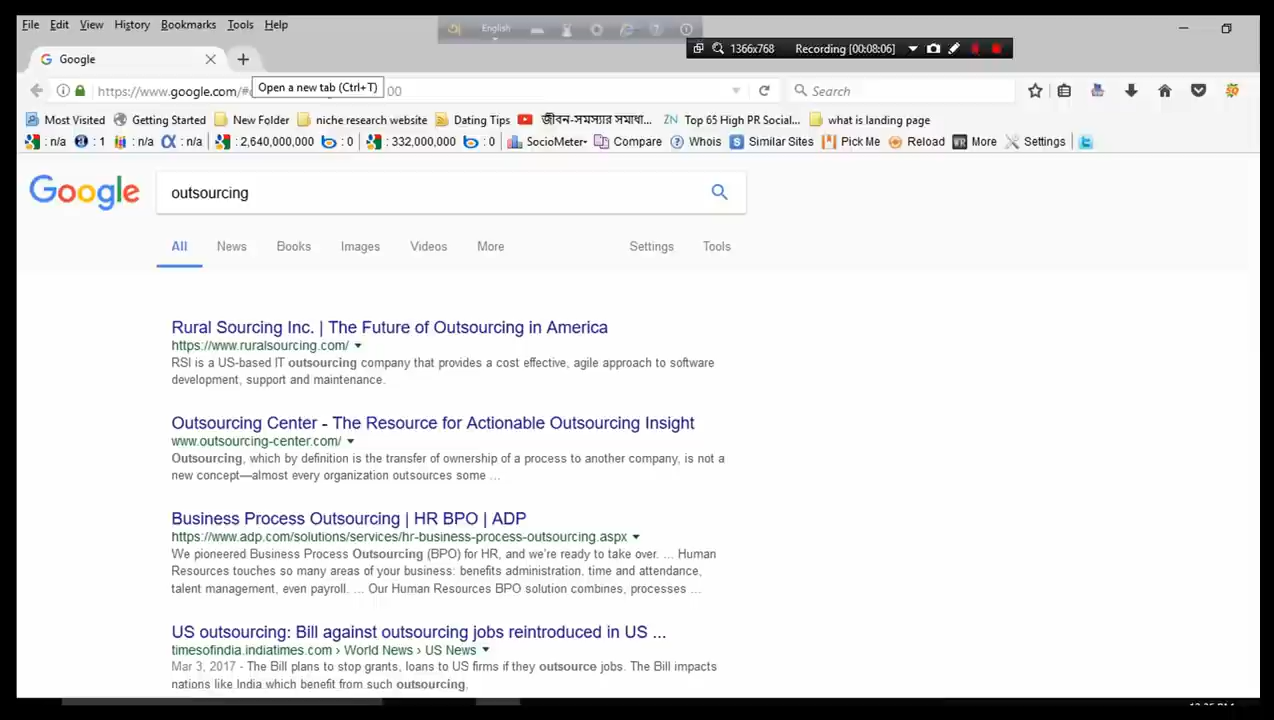 File Edit View History Bookmarks Tools Help
English
1366x768 Recording [00:08:06]
Google
Open a new tab (Ctrl+T)
https://www.google.com/# 00
Search
Most Visited Getting Started New Folder niche research website Dating Tips জীবন-সমস্যার সমাধা... Top 65 High PR Social... what is landing page
: n/a : 1 : n/a : n/a : 2,640,000,000 : 0 : 332,000,000 : 0 SocioMeter Compare Whois Similar Sites Pick Me Reload More Settings
Google
outsourcing
All News Books Images Videos More Settings Tools
Rural Sourcing Inc. | The Future of Outsourcing in America
https://www.ruralsourcing.com/
RSI is a US-based IT outsourcing company that provides a cost effective, agile approach to software
development, support and maintenance.
Outsourcing Center - The Resource for Actionable Outsourcing Insight
www.outsourcing-center.com/
Outsourcing, which by definition is the transfer of ownership of a process to another company, is not a
new concept—almost every organization outsources some ...
Business Process Outsourcing | HR BPO | ADP
https://www.adp.com/solutions/services/hr-business-process-outsourcing.aspx
We pioneered Business Process Outsourcing (BPO) for HR, and we're ready to take over. ... Human
Resources touches so many areas of your business: benefits administration, time and attendance,
talent management, even payroll. ... Our Human Resources BPO solution combines, processes ...
US outsourcing: Bill against outsourcing jobs reintroduced in US ...
timesofindia.indiatimes.com › World News › US News
Mar 3, 2017 - The Bill plans to stop grants, loans to US firms if they outsource jobs. The Bill impacts
nations like India which benefit from such outsourcing.